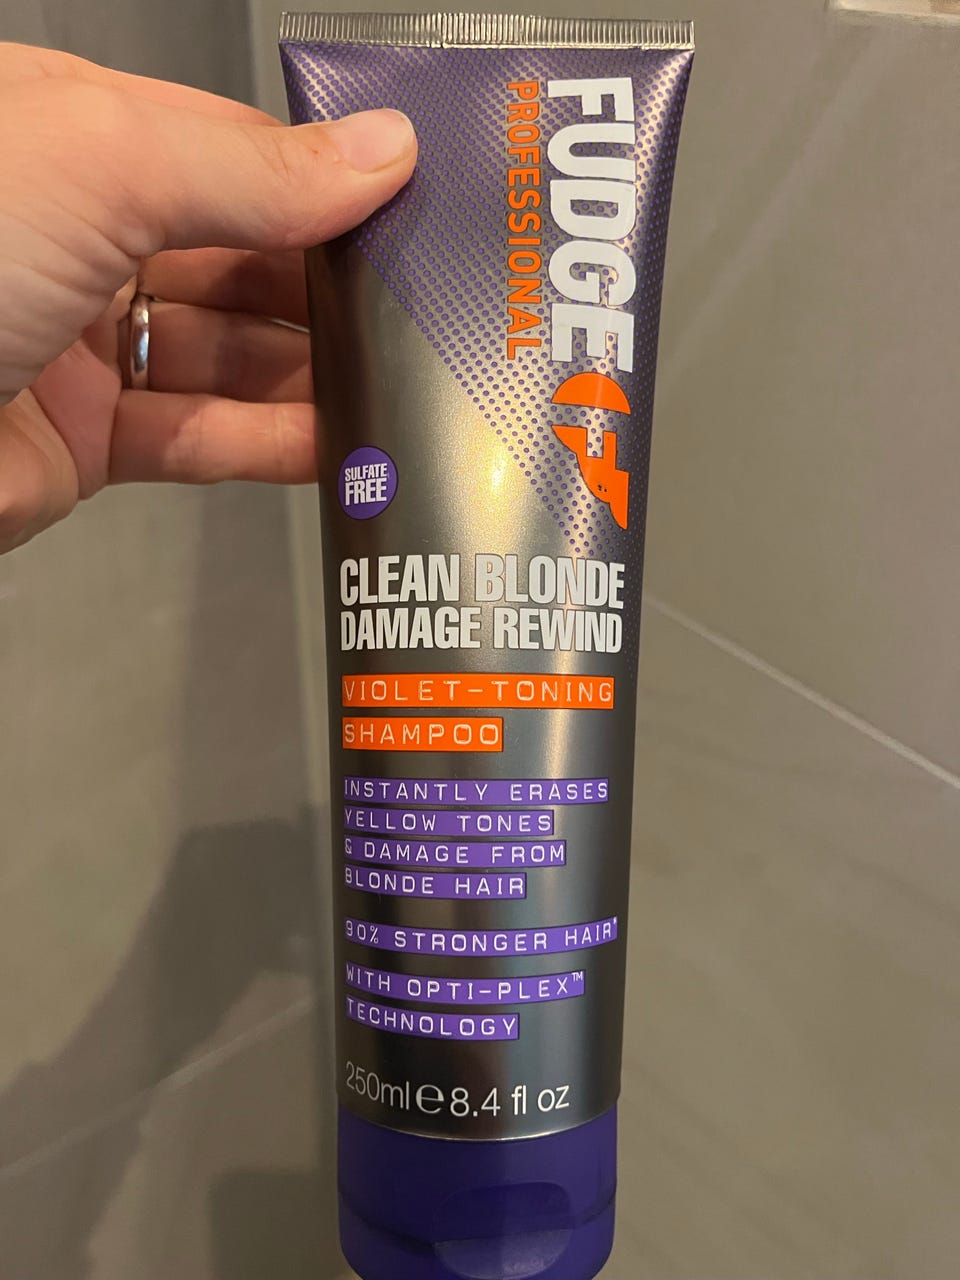 FUDGE
PROFESSIONAL
SULFATE
FREE
CLEAN BLONDE
DAMAGE REWIND
VIOLET-TONING
SHAMPOO
INSTANTLY ERASES
YELLOW TONES
& DAMAGE FROM
BLONDE HAIR
90% STRONGER HAIR*
WITH OPTI-PLEX™
TECHNOLOGY
250ml℮8.4 fl oz